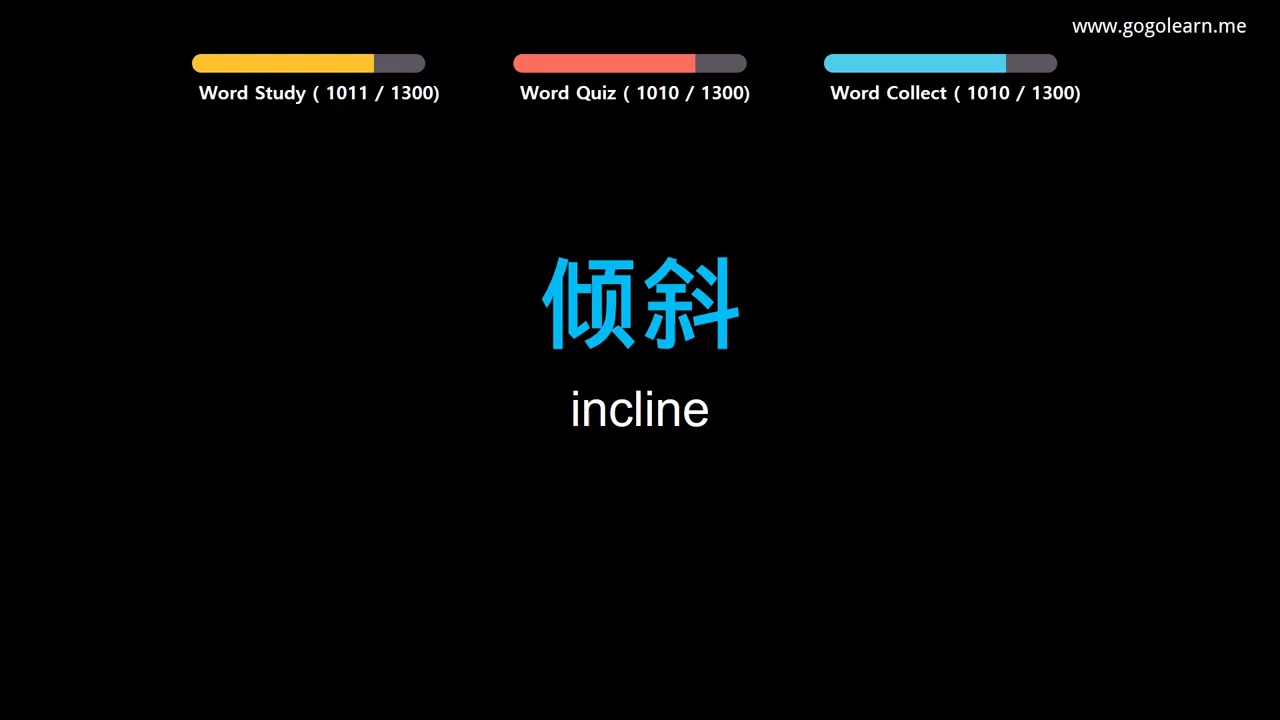 www.gogolearn.me
Word Study ( 1011 / 1300)
Word Quiz ( 1010 / 1300)
Word Collect ( 1010 / 1300)
倾斜
incline